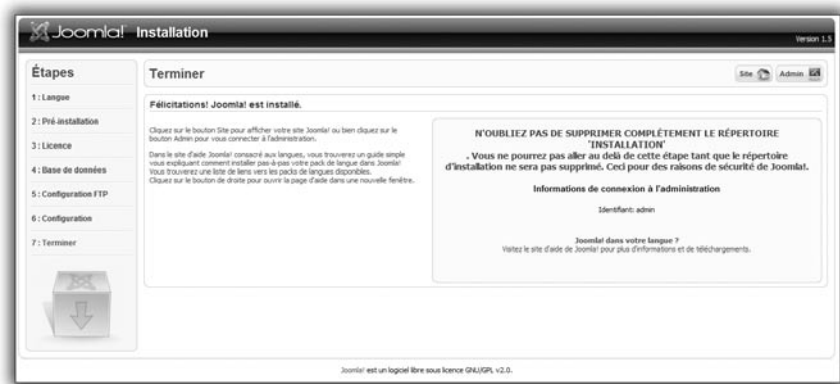 Joomla! Installation
Version 1.5
Étapes
1 : Langue
2 : Pré-installation
3 : Licence
4 : Base de données
5 : Configuration FTP
6 : Configuration
7 : Terminer
Terminer
Site
Admin
Félicitations! Joomla! est installé.
Cliquez sur le bouton Site pour afficher votre site Joomla! ou bien cliquez sur le
bouton Admin pour vous connecter à l'administration.
Dans le site d'aide Joomla! consacré aux langues, vous trouverez un guide simple
vous expliquant comment installer pas-à-pas votre pack de langue dans Joomla!
Vous trouverez une liste de liens vers les packs de langues disponibles.
Cliquez sur le bouton de droite pour ouvrir la page d'aide dans une nouvelle fenêtre.
N'OUBLIEZ PAS DE SUPPRIMER COMPLÈTEMENT LE RÉPERTOIRE
'INSTALLATION'
. Vous ne pourrez pas aller au delà de cette étape tant que le répertoire
d'installation ne sera pas supprimé. Ceci pour des raisons de sécurité de Joomla!.
Informations de connexion à l'administration
Identifiant: admin
Joomla! dans votre langue ?
Visitez le site d'aide de Joomla! pour plus d'informations et de téléchargements.
Joomla! est un logiciel libre sous licence GNU/GPL v2.0.